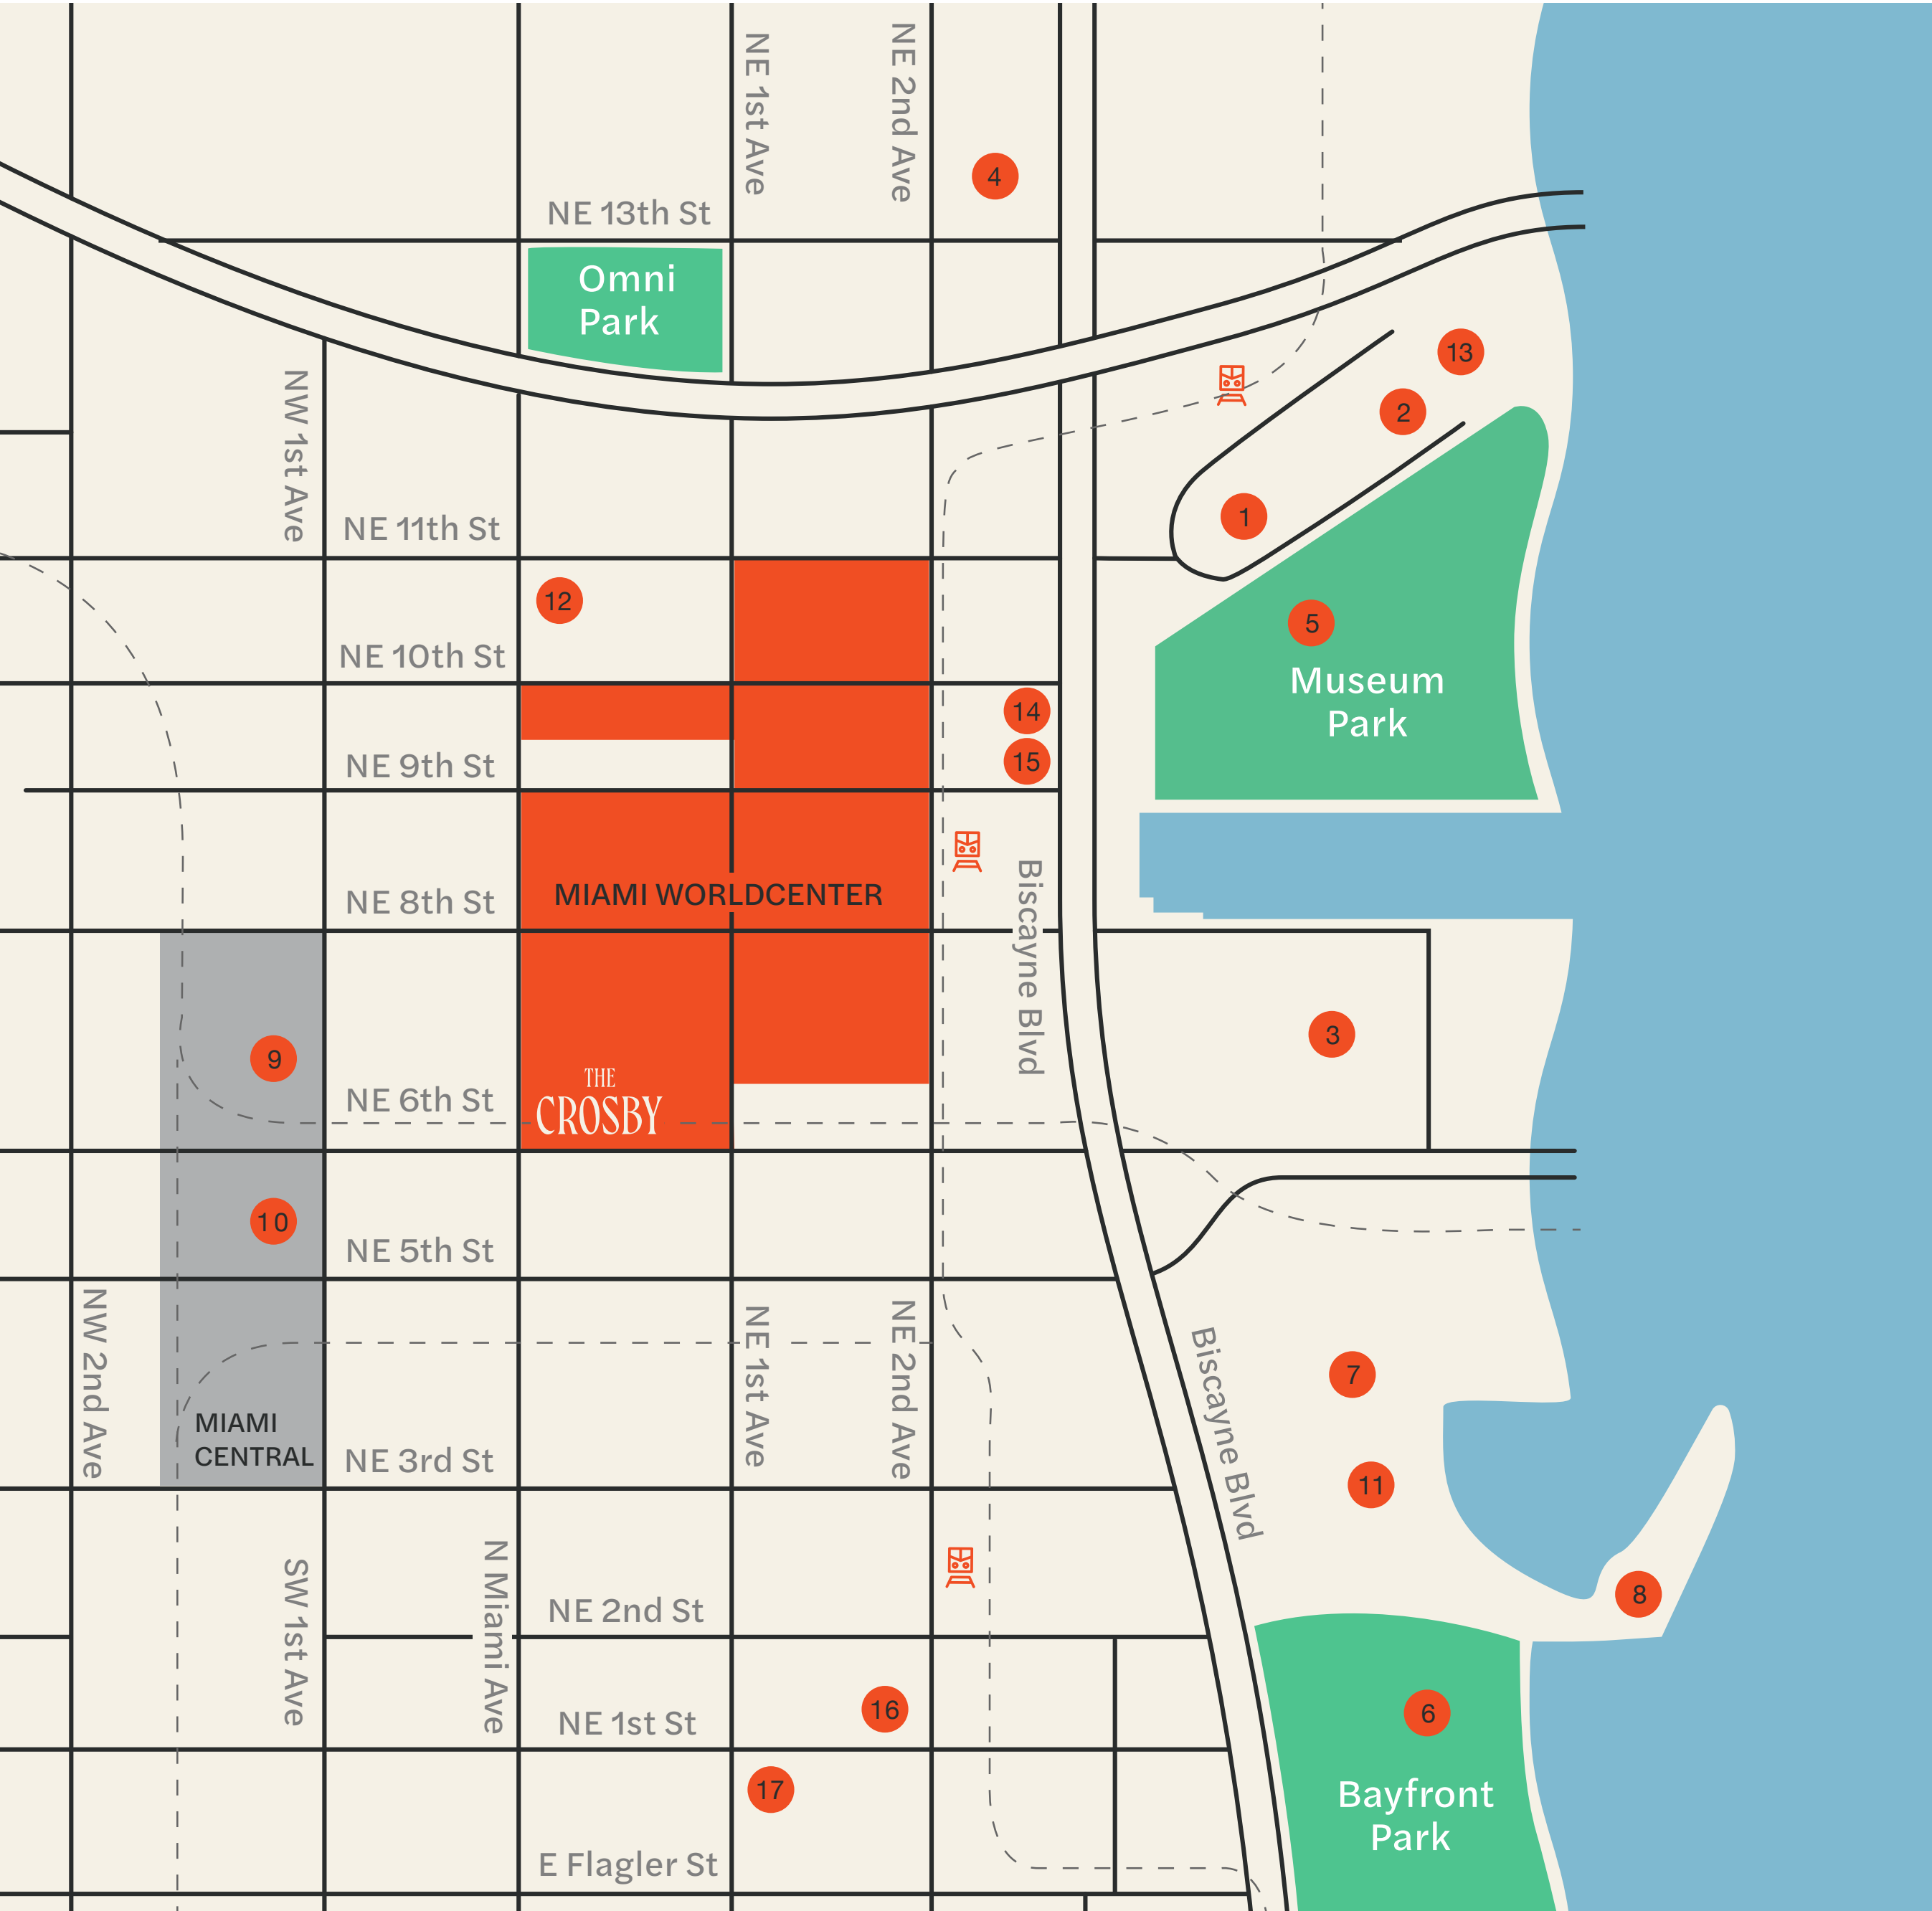 NE 1st Ave
NE 2nd Ave
4
NE 13th St
Omni
Park
13
NW 1st Ave
2
1
NE 11th St
12
5
NE 10th St
Museum
Park
14
NE 9th St
15
MIAMI WORLDCENTER
NE 8th St
Biscayne Blvd
3
9
THE
CROSBY
NE 6th St
10
NE 5th St
NW 2nd Ave
NE 1st Ave
NE 2nd Ave
Biscayne Blvd
7
MIAMI
CENTRAL
NE 3rd St
11
SW 1st Ave
N Miami Ave
NE 2nd St
8
16
NE 1st St
6
17
Bayfront
Park
E Flagler St